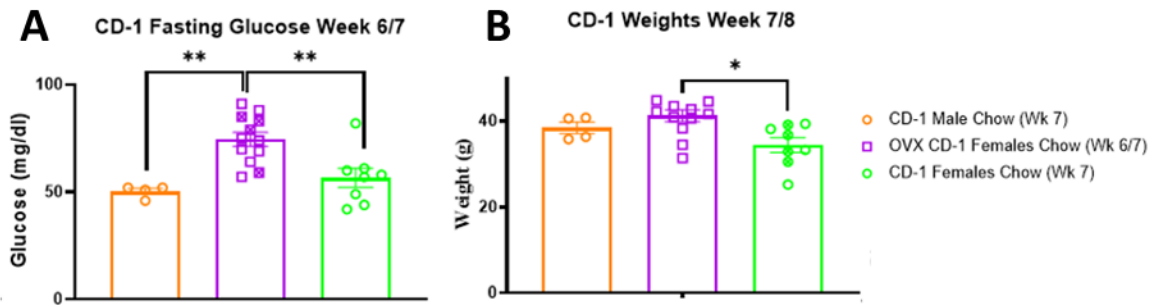 A
CD-1 Fasting Glucose Week 6/7
**
**
Glucose (mg/dl)
100
50
0
B
CD-1 Weights Week 7/8
*
Weight (g)
40
20
0
CD-1 Male Chow (Wk 7)
OVX CD-1 Females Chow (Wk 6/7)
CD-1 Females Chow (Wk 7)